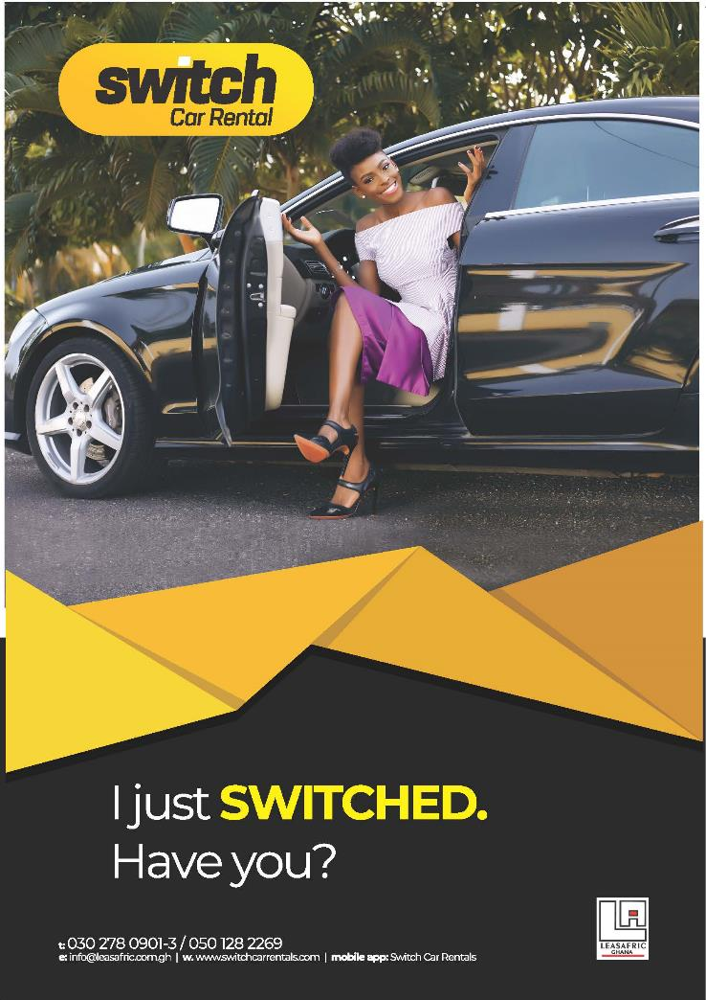 switch
Car Rental
I just SWITCHED.
Have you?
t: 030 278 0901-3 / 050 128 2269
e: info@leasafric.com.gh | w. www.switchcarrentals.com | mobile app: Switch Car Rentals
LA
LEASAFRIC
GHANA